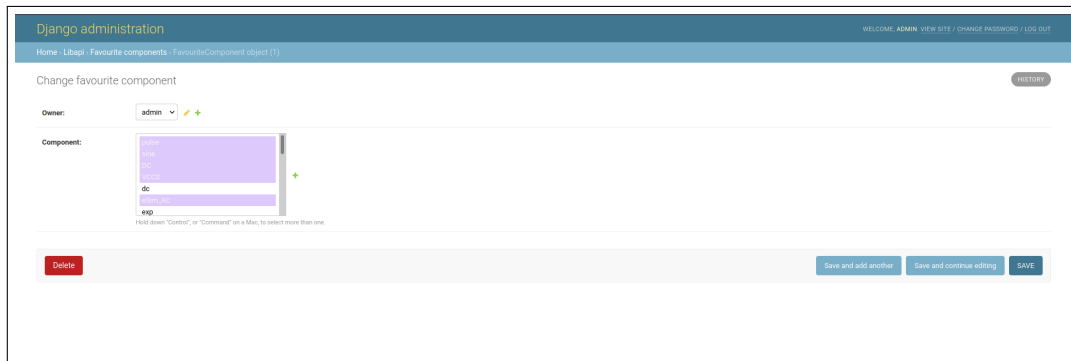 Django administration
WELCOME, ADMIN. VIEW SITE / CHANGE PASSWORD / LOG OUT
Home › Libapi › Favourite components › FavouriteComponent object (1)
Change favourite component
HISTORY
Owner:
admin
Component:
pulse
sine
DC
VCCS
dc
eSim_AC
exp
Hold down "Control", or "Command" on a Mac, to select more than one.
Delete
Save and add another
Save and continue editing
SAVE